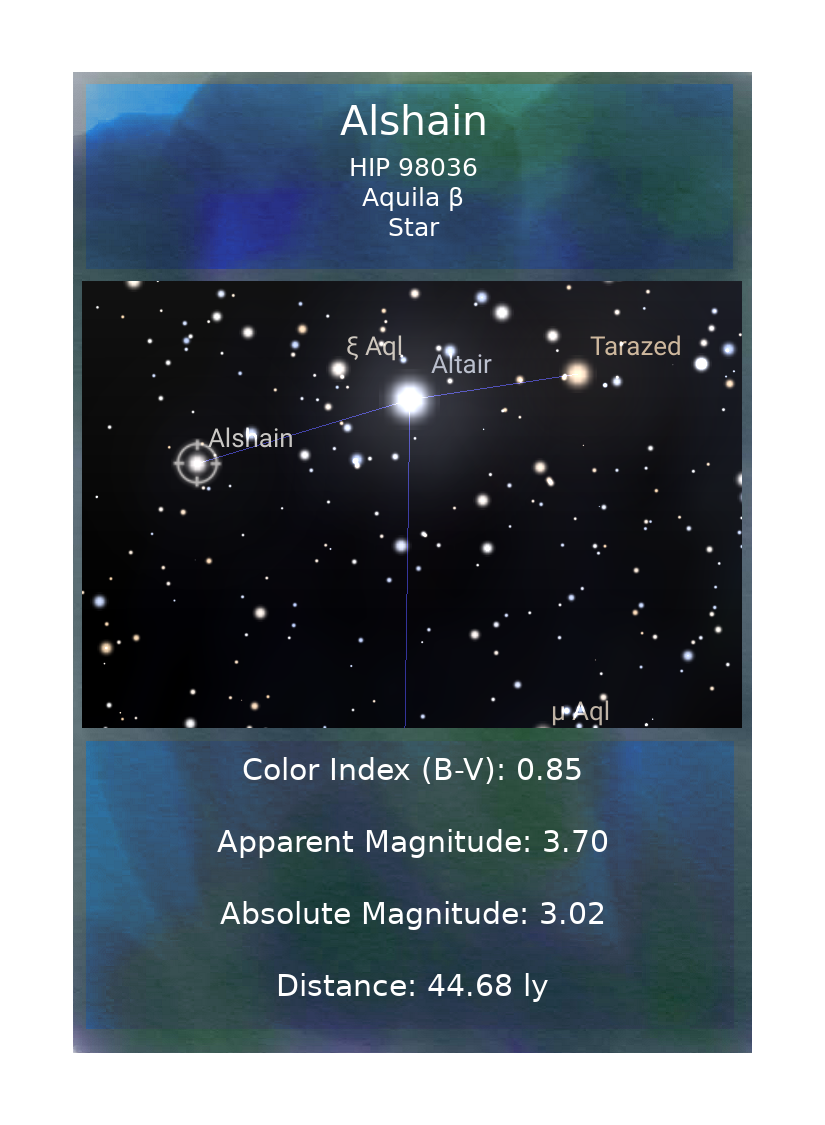 Alshain
HIP 98036
Aquila β
Star
ξ Aql
Altair
Tarazed
Alshain
μ Aql
Color Index (B-V): 0.85
Apparent Magnitude: 3.70
Absolute Magnitude: 3.02
Distance: 44.68 ly